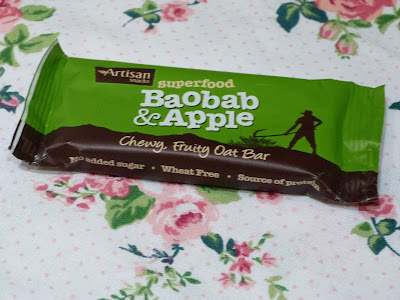 Artisan
snacks
superfood
Baobab
& Apple
Chewy, Fruity Oat Bar
No added sugar • Wheat Free • Source of protein